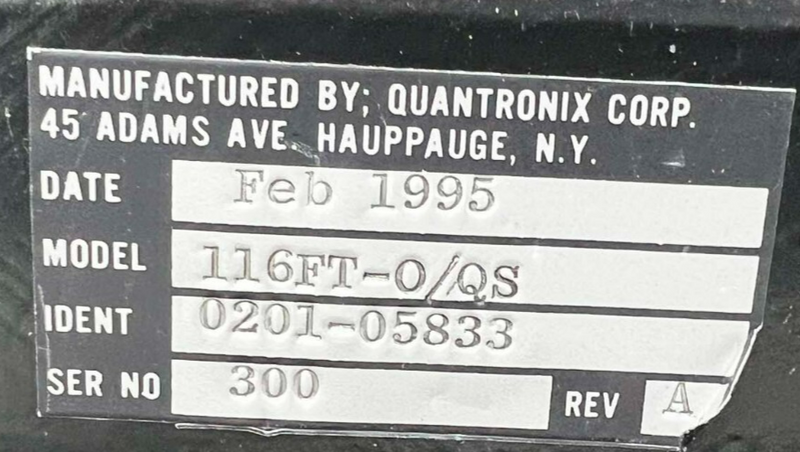 MANUFACTURED BY; QUANTRONIX CORP.
45 ADAMS AVE. HAUPPAUGE, N.Y.
DATE Feb 1995
MODEL 116FT-O/QS
IDENT 0201-05833
SER NO 300 REV A